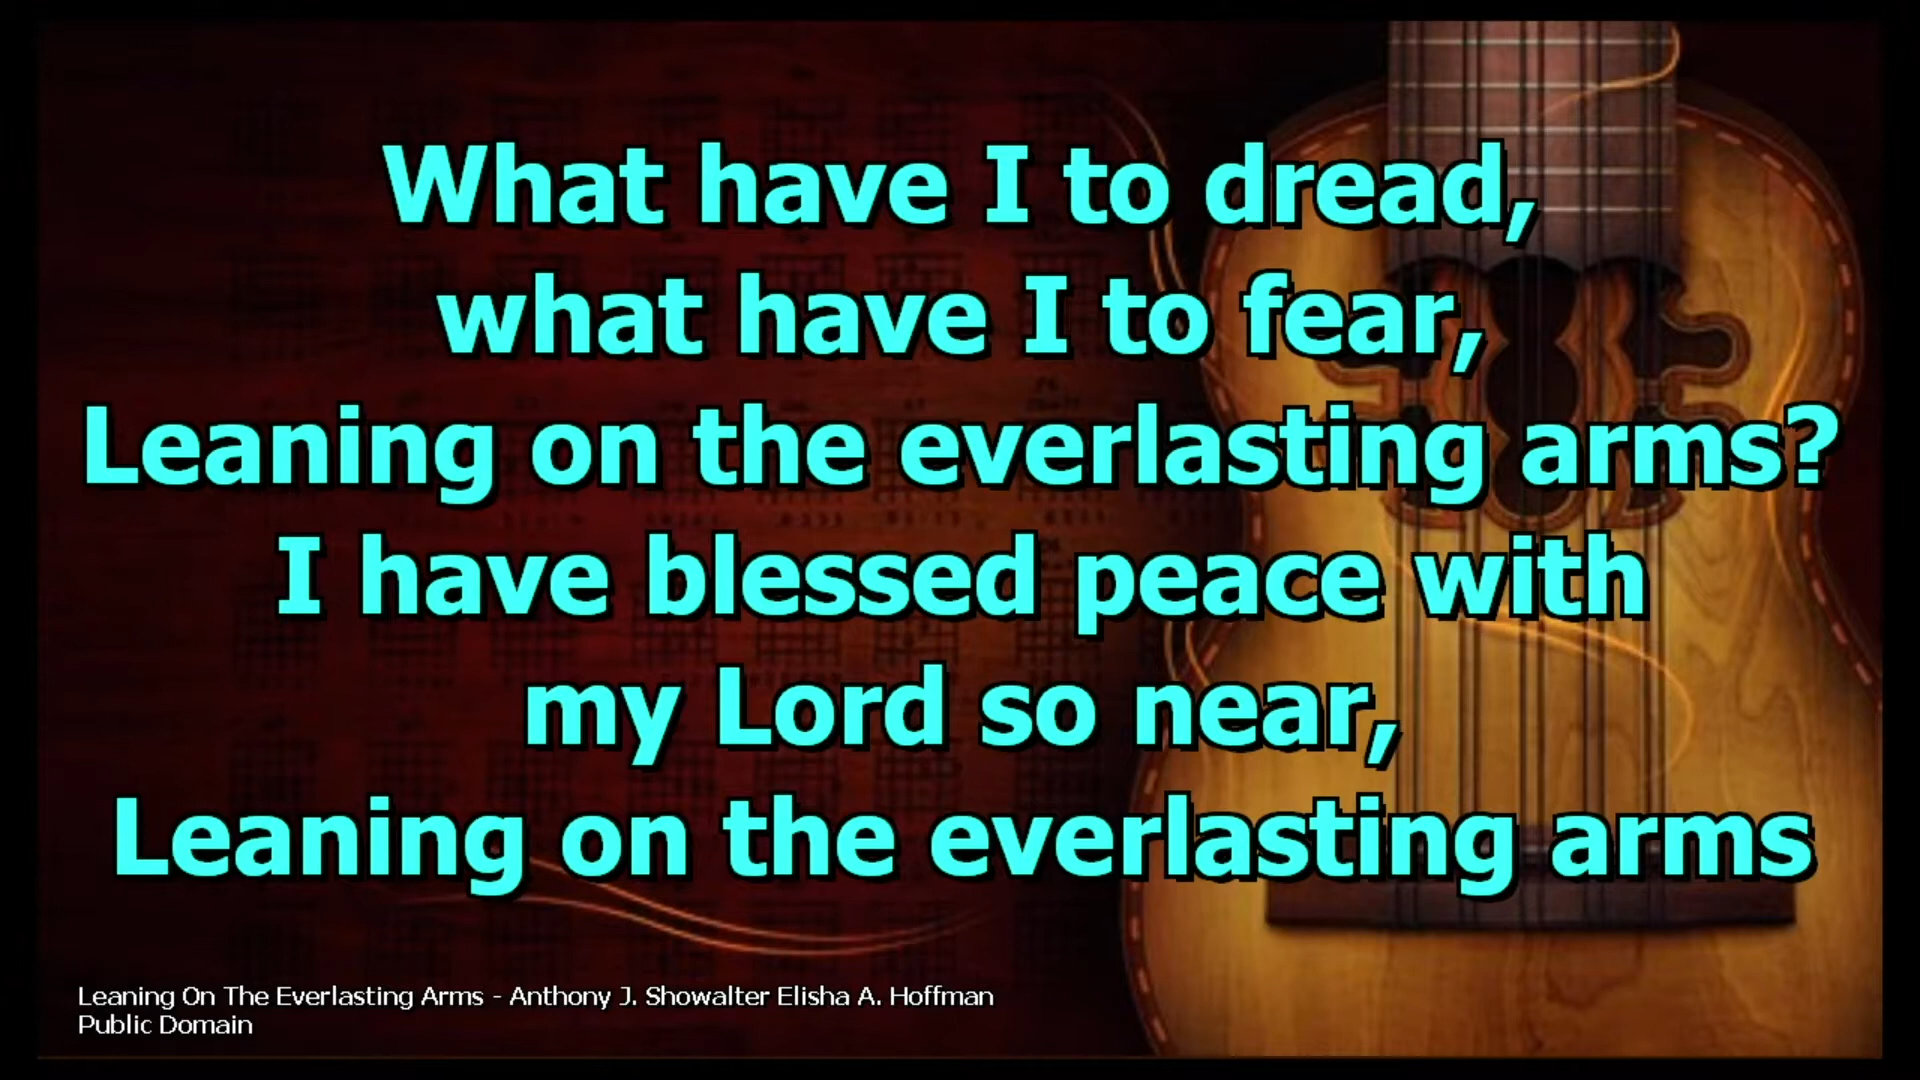 What have I to dread,
what have I to fear,
Leaning on the everlasting arms?
I have blessed peace with
my Lord so near,
Leaning on the everlasting arms
Leaning On The Everlasting Arms - Anthony J. Showalter Elisha A. Hoffman
Public Domain